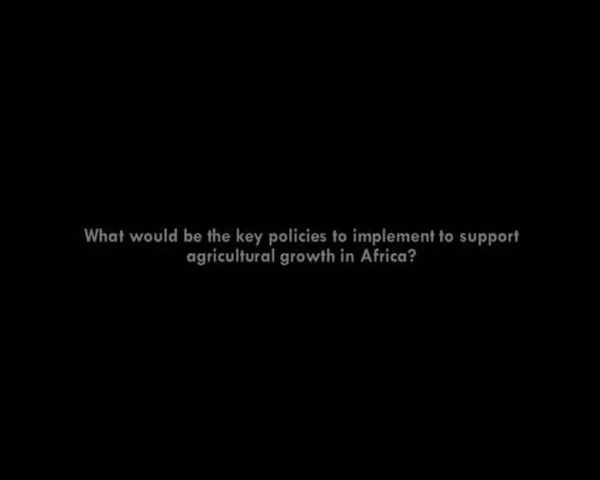 What would be the key policies to implement to support
agricultural growth in Africa?